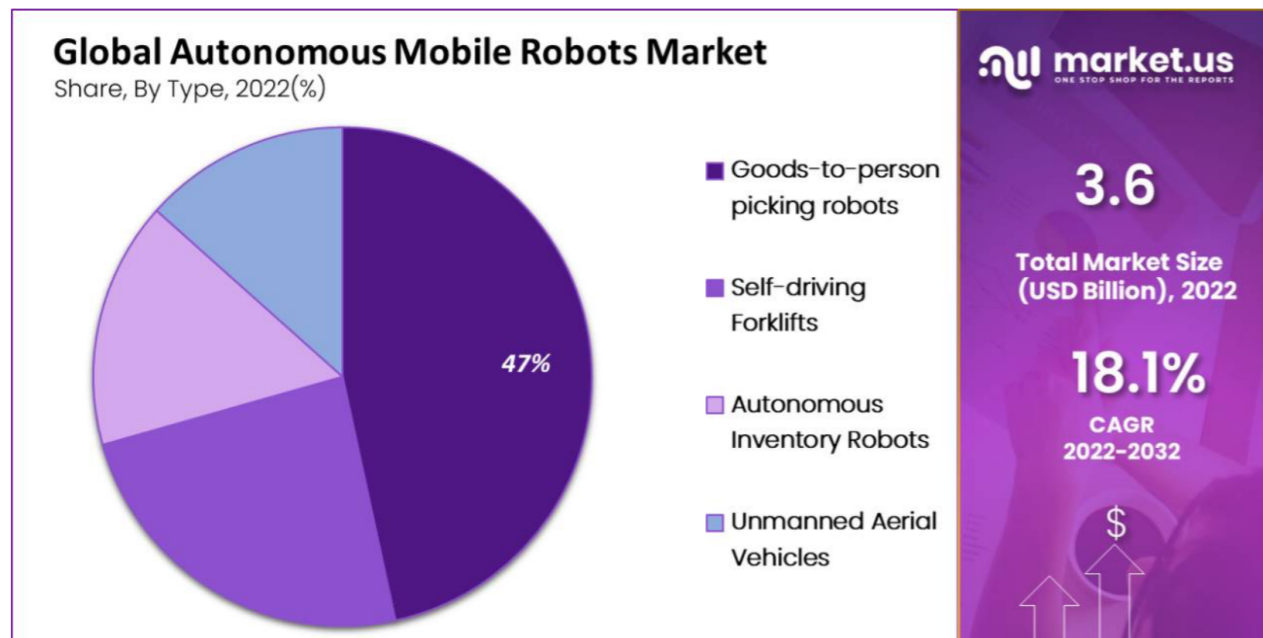 Global Autonomous Mobile Robots Market
Share, By Type, 2022(%)
47%
Goods-to-person
picking robots
Self-driving
Forklifts
Autonomous
Inventory Robots
Unmanned Aerial
Vehicles
market.us
ONE STOP SHOP FOR THE REPORTS
3.6
Total Market Size
(USD Billion), 2022
18.1%
CAGR
2022-2032
$